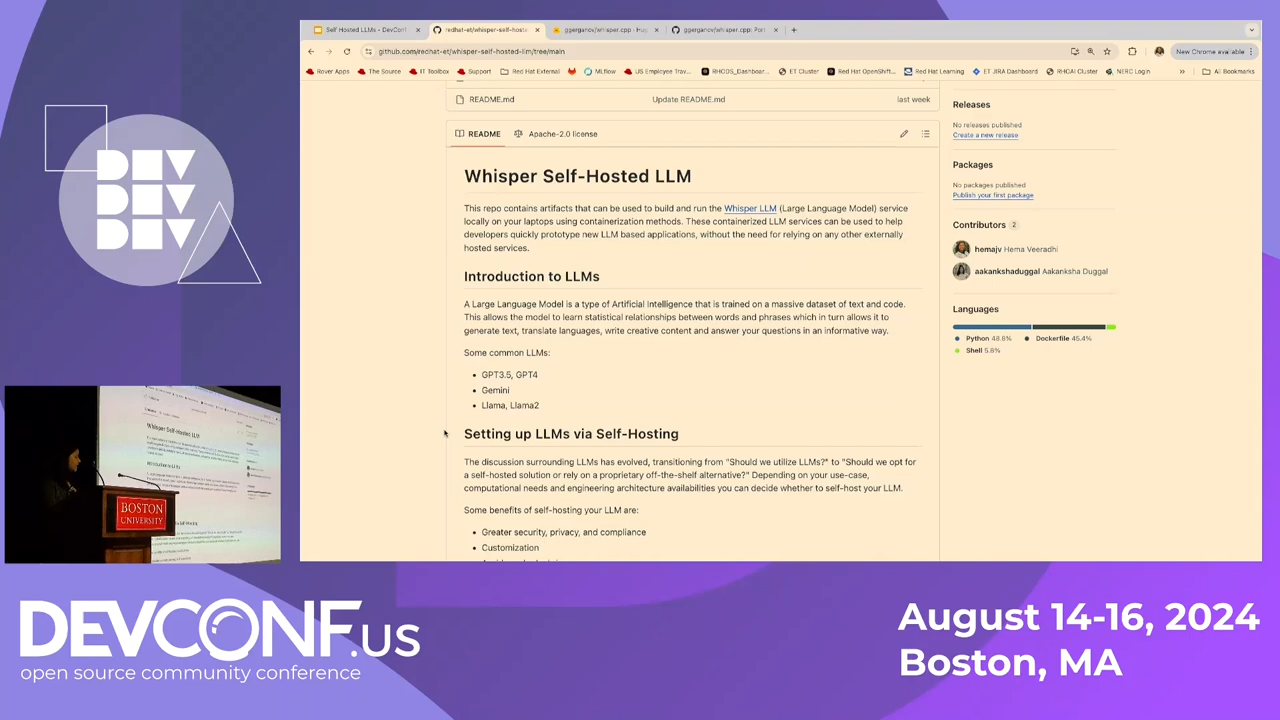 Self Hosted LLMs – DevConf
redhat-et/whisper-self-hoste
ggerganov/whisper.cpp · Hug
ggerganov/whisper.cpp: Port
github.com/redhat-et/whisper-self-hosted-llm/tree/main
New Chrome available
Rover Apps
The Source
IT Toolbox
Support
Red Hat External
MLflow
US Employee Trav...
RHODS_Dashboar...
ET Cluster
Red Hat OpenShift...
Red Hat Learning
ET JIRA Dashboard
RHOAI Cluster
NERC Login
All Bookmarks
README.md
Update README.md
last week
README
Apache-2.0 license
Whisper Self-Hosted LLM
This repo contains artifacts that can be used to build and run the Whisper LLM (Large Language Model) service
locally on your laptops using containerization methods. These containerized LLM services can be used to help
developers quickly prototype new LLM based applications, without the need for relying on any other externally
hosted services.
Introduction to LLMs
A Large Language Model is a type of Artificial Intelligence that is trained on a massive dataset of text and code.
This allows the model to learn statistical relationships between words and phrases which in turn allows it to
generate text, translate languages, write creative content and answer your questions in an informative way.
Some common LLMs:
GPT3.5, GPT4
Gemini
Llama, Llama2
Setting up LLMs via Self-Hosting
The discussion surrounding LLMs has evolved, transitioning from "Should we utilize LLMs?" to "Should we opt for
a self-hosted solution or rely on a proprietary off-the-shelf alternative?" Depending on your use-case,
computational needs and engineering architecture availabilities you can decide whether to self-host your LLM.
Some benefits of self-hosting your LLM are:
Greater security, privacy, and compliance
Customization
Releases
No releases published
Create a new release
Packages
No packages published
Publish your first package
Contributors 2
hemajv Hema Veeradhi
aakankshaduggal Aakanksha Duggal
Languages
Python 48.8%
Dockerfile 45.4%
Shell 5.8%
DEV
DEV
DEV
Whisper Self-Hosted LLM
BOSTON
UNIVERSITY
DEVCONF.us
open source community conference
August 14-16, 2024
Boston, MA